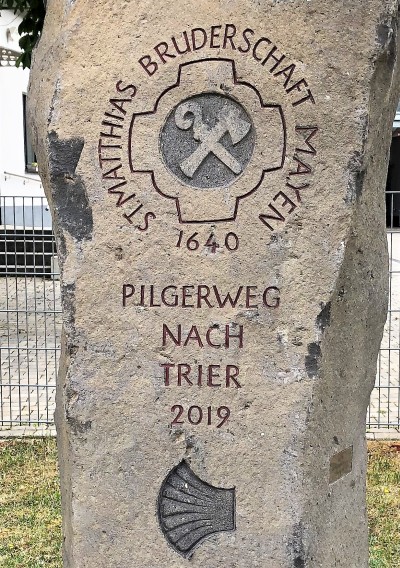 ST. MATTHIAS BRUDERSCHAFT MAYEN
1640
PILGERWEG
NACH
TRIER
2019